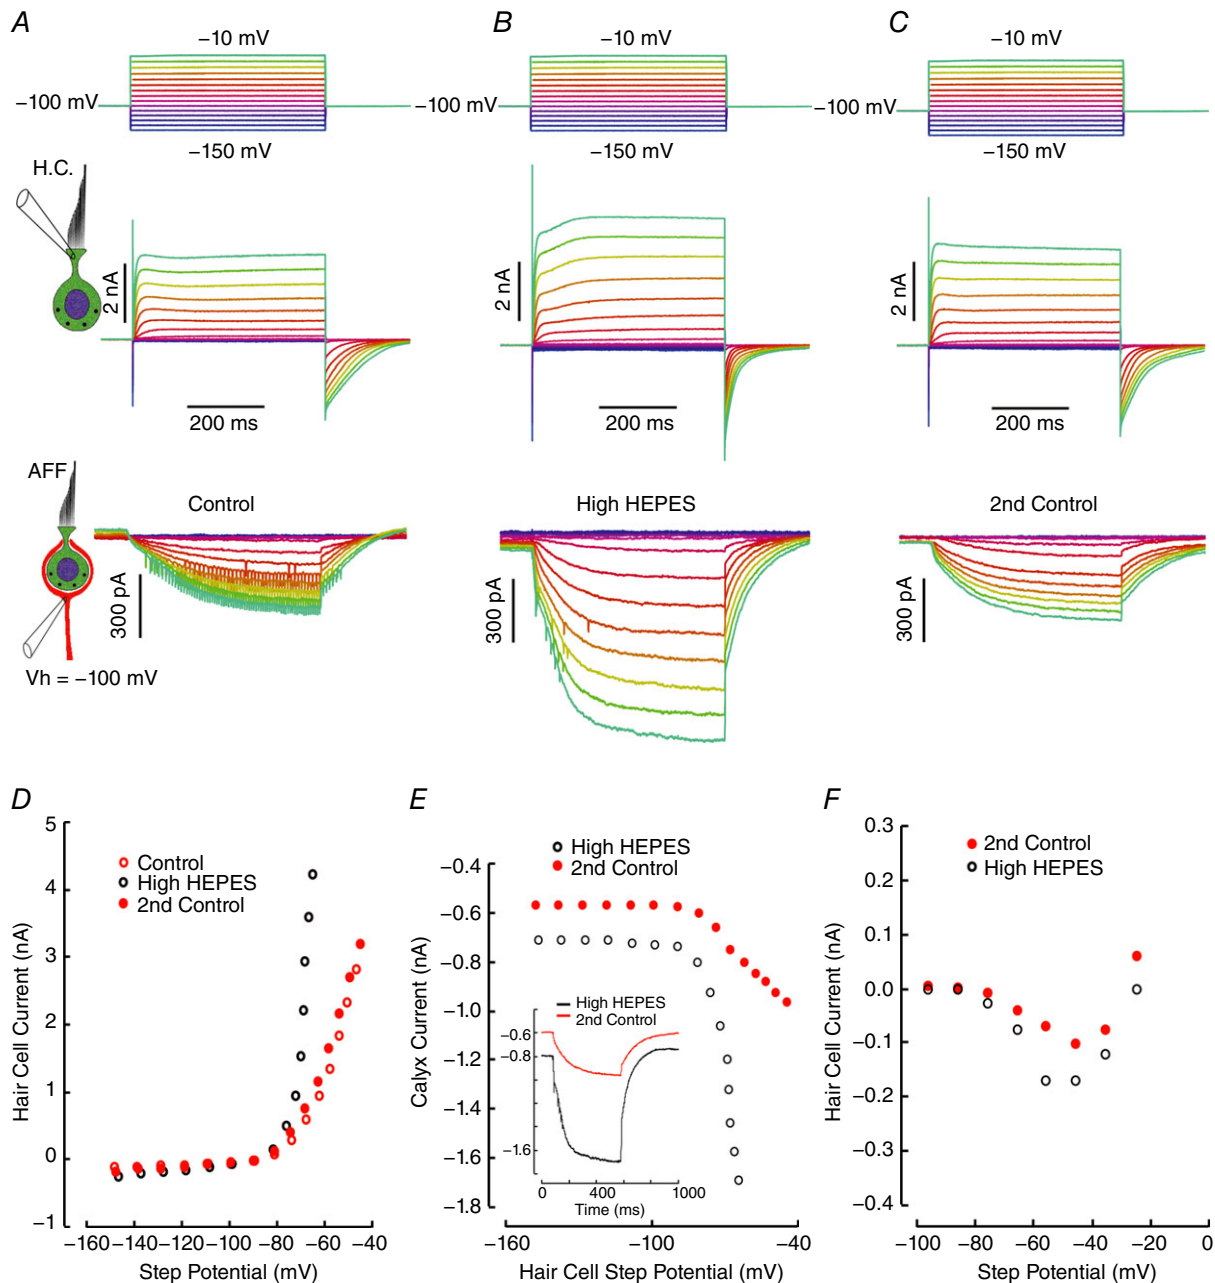 A
B
C
−10 mV
−10 mV
−10 mV
−100 mV
−100 mV
−100 mV
−150 mV
−150 mV
−150 mV
H.C.
2 nA
2 nA
2 nA
200 ms
200 ms
200 ms
AFF
Control
High HEPES
2nd Control
300 pA
300 pA
300 pA
Vh = −100 mV
D
Hair Cell Current (nA)
5
4
3
2
1
0
−1
Control
High HEPES
2nd Control
−160 −140 −120 −100 −80 −60 −40
Step Potential (mV)
E
Calyx Current (nA)
−0.4
−0.6
−0.8
−1.0
−1.2
−1.4
−1.6
−1.8
High HEPES
2nd Control
High HEPES
2nd Control
−0.6
−0.8
−1.6
0 400 1000
Time (ms)
−160 −100 −40
Hair Cell Step Potential (mV)
F
Hair Cell Current (nA)
0.3
0.2
0.1
0.0
−0.1
−0.2
−0.3
−0.4
2nd Control
High HEPES
−100 −80 −60 −40 −20 0
Step Potential (mV)